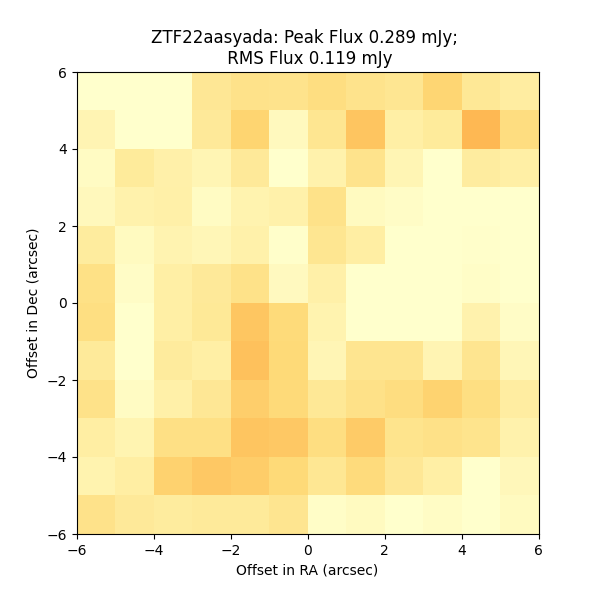 ZTF22aasyada: Peak Flux 0.289 mJy;
RMS Flux 0.119 mJy
6
4
2
0
−2
−4
−6
Offset in Dec (arcsec)
−6 −4 −2 0 2 4 6
Offset in RA (arcsec)